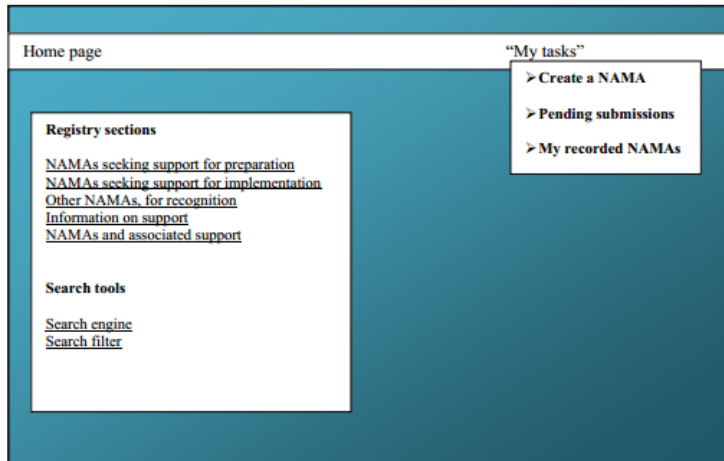 Home page
“My tasks”
➢Create a NAMA
➢Pending submissions
➢My recorded NAMAs
Registry sections
NAMAs seeking support for preparation
NAMAs seeking support for implementation
Other NAMAs, for recognition
Information on support
NAMAs and associated support
Search tools
Search engine
Search filter